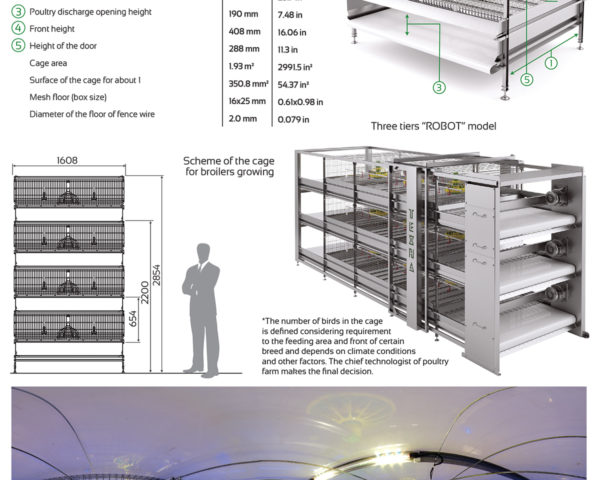 3 Poultry discharge opening height 190 mm 7.48 in
4 Front height 408 mm 16.06 in
5 Height of the door 288 mm 11.3 in
Cage area 1.93 m² 2991.5 in²
Surface of the cage for about 1 350.8 mm² 54.37 in²
Mesh floor (box size) 16x25 mm 0.61x0.98 in
Diameter of the floor of fence wire 2.0 mm 0.079 in
3
5
1
Three tiers "ROBOT" model
1608
Scheme of the cage
for broilers growing
654
2200
2854
*The number of birds in the cage
is defined considering requirement
to the feeding area and front of certain
breed and depends on climate conditions
and other factors. The chief technologist of poultry
farm makes the final decision.